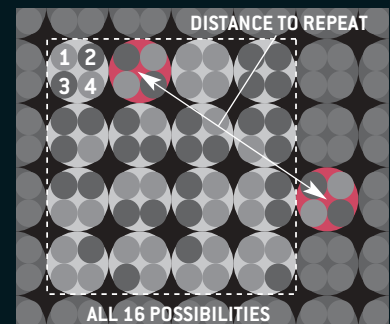 DISTANCE TO REPEAT
1 2
3 4
ALL 16 POSSIBILITIES